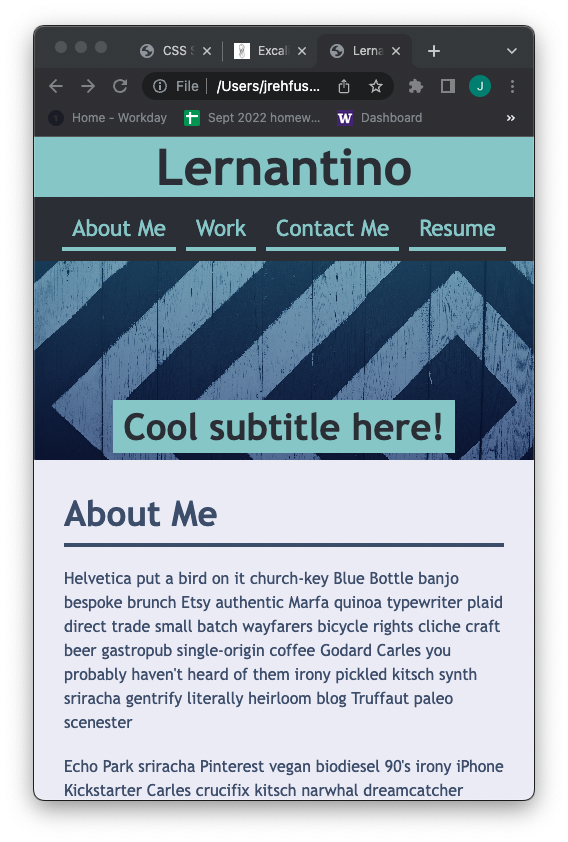 CSS
Excali
Lerna
File
/Users/jrehfus...
J
Home - Workday
Sept 2022 homew...
W
Dashboard
»
Lernantino
About Me
Work
Contact Me
Resume
Cool subtitle here!
About Me
Helvetica put a bird on it church-key Blue Bottle banjo
bespoke brunch Etsy authentic Marfa quinoa typewriter plaid
direct trade small batch wayfarers bicycle rights cliche craft
beer gastropub single-origin coffee Godard Carles you
probably haven't heard of them irony pickled kitsch synth
sriracha gentrify literally heirloom blog Truffaut paleo
scenester
Echo Park sriracha Pinterest vegan biodiesel 90's irony iPhone
Kickstarter Carles crucifix kitsch narwhal dreamcatcher